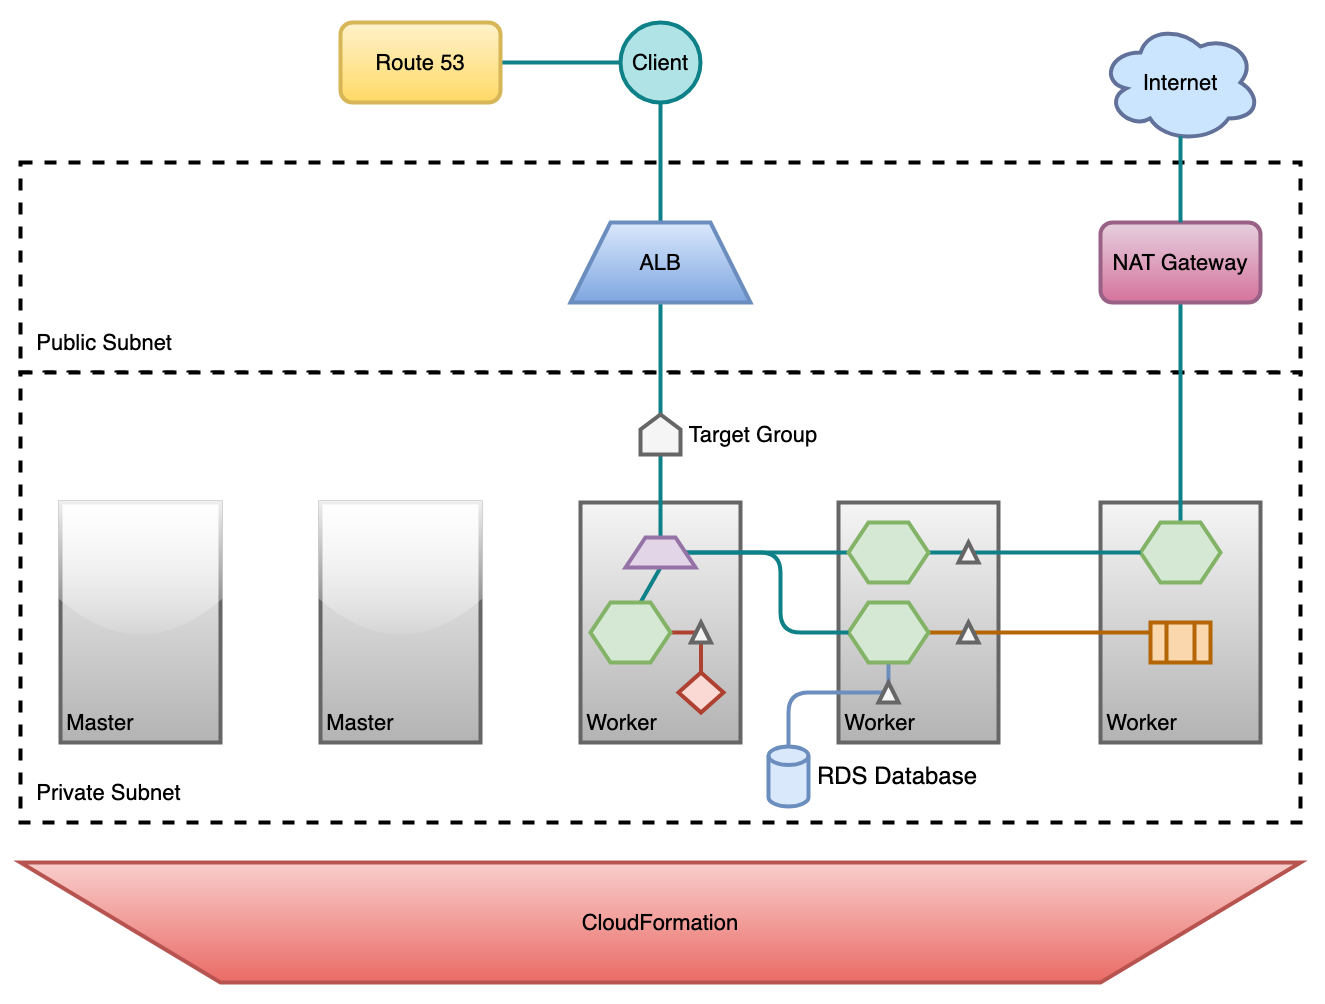 Route 53
Client
Internet
ALB
NAT Gateway
Public Subnet
Target Group
Master
Master
Worker
Worker
Worker
RDS Database
Private Subnet
CloudFormation